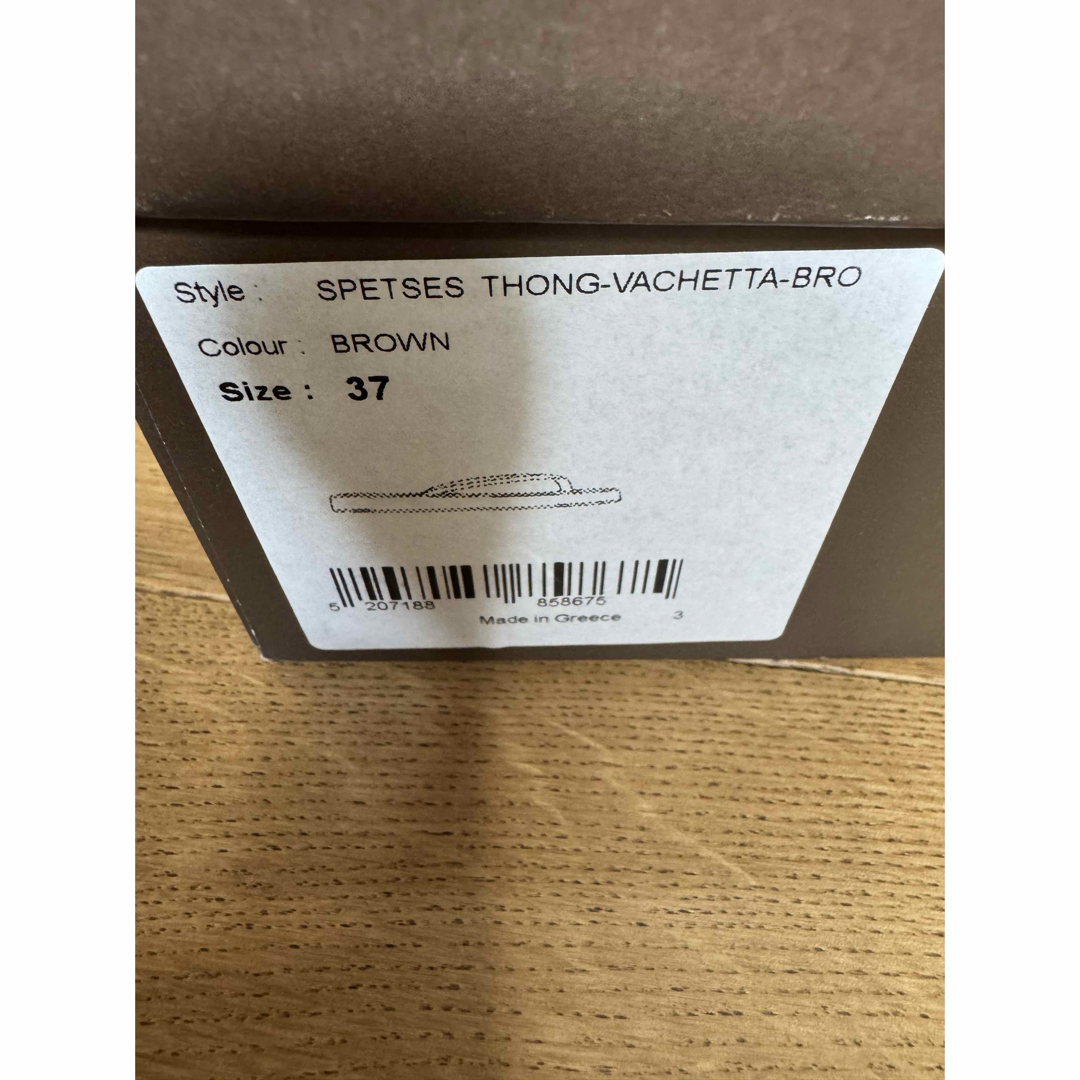 Style : SPETSES THONG-VACHETTA-BRO
Colour : BROWN
Size : 37
5 207188 858675 3
Made in Greece